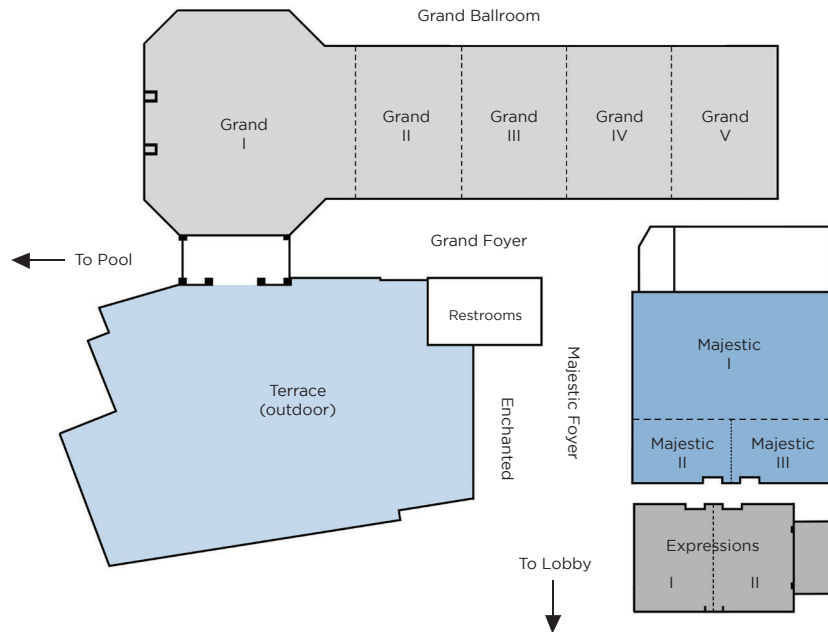 Grand Ballroom
Grand
I
Grand
II
Grand
III
Grand
IV
Grand
V
Grand Foyer
To Pool
Restrooms
Terrace
(outdoor)
Enchanted
Majestic Foyer
Majestic
I
Majestic
II
Majestic
III
Expressions
I
II
To Lobby